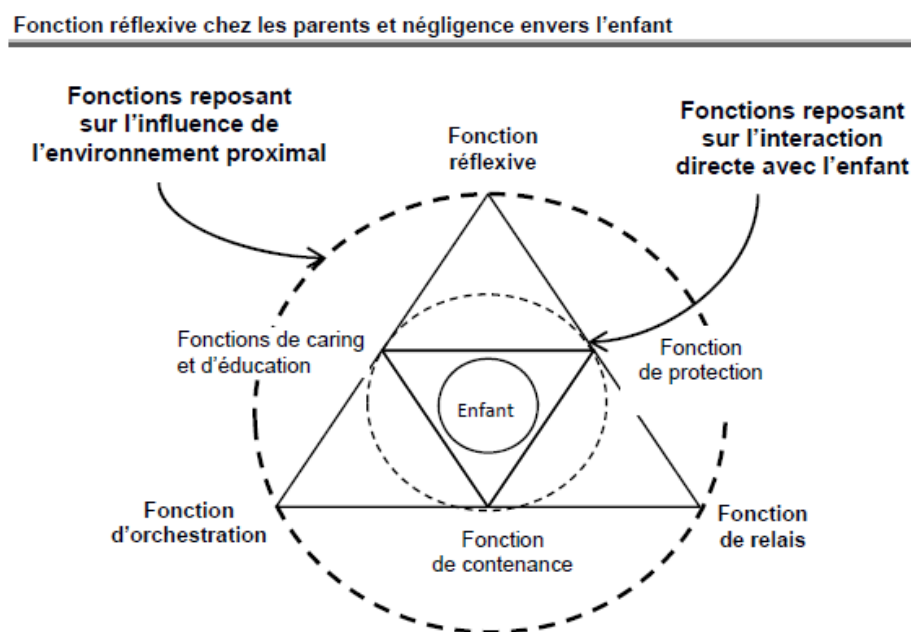 Fonction réflexive chez les parents et négligence envers l'enfant
Fonctions reposant
sur l'influence de
l'environnement proximal
Fonction
réflexive
Fonctions reposant
sur l'interaction
directe avec l'enfant
Fonctions de caring
et d'éducation
Fonction
de protection
Enfant
Fonction
d'orchestration
Fonction
de contenance
Fonction
de relais